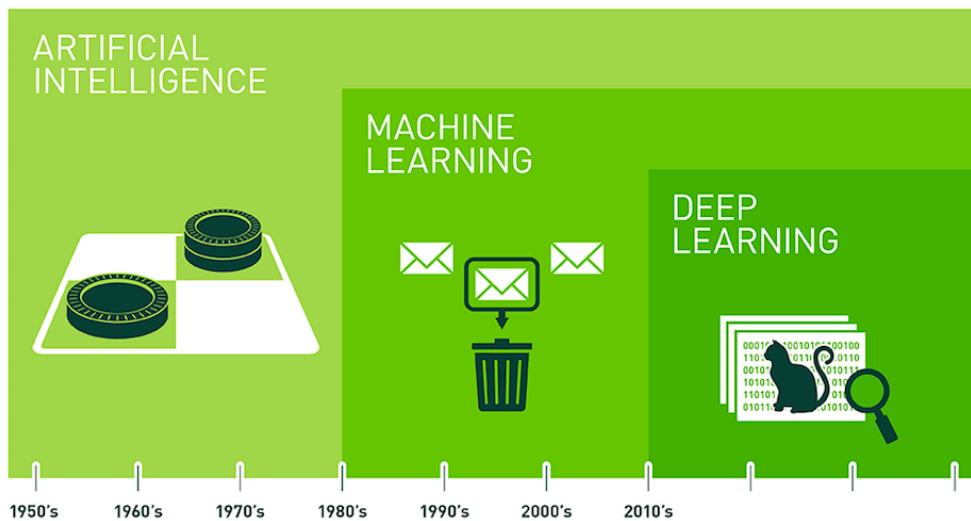 ARTIFICIAL
INTELLIGENCE
MACHINE
LEARNING
DEEP
LEARNING
1950's
1960's
1970's
1980's
1990's
2000's
2010's